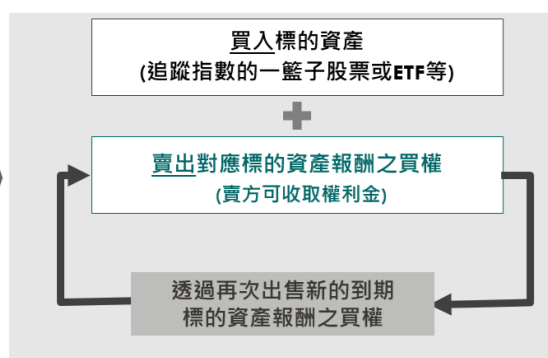 買入標的資產
(追蹤指數的一籃子股票或ETF等)
賣出對應標的資產報酬之買權
(賣方可收取權利金)
透過再次出售新的到期
標的資產報酬之買權